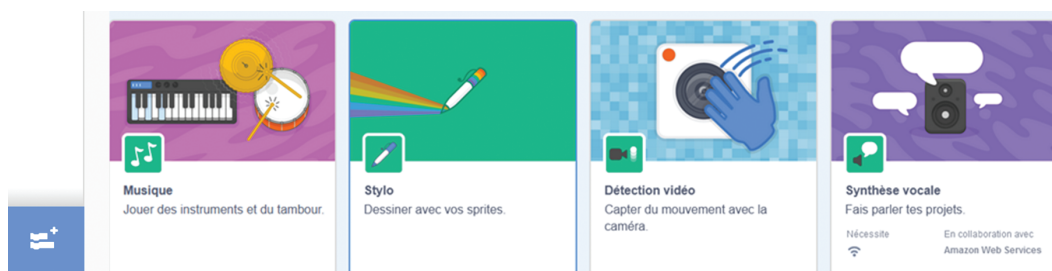 Musique
Jouer des instruments et du tambour.
Stylo
Dessiner avec vos sprites.
Détection vidéo
Capter du mouvement avec la
caméra.
Synthèse vocale
Fais parler tes projets.
Nécessite
En collaboration avec
Amazon Web Services